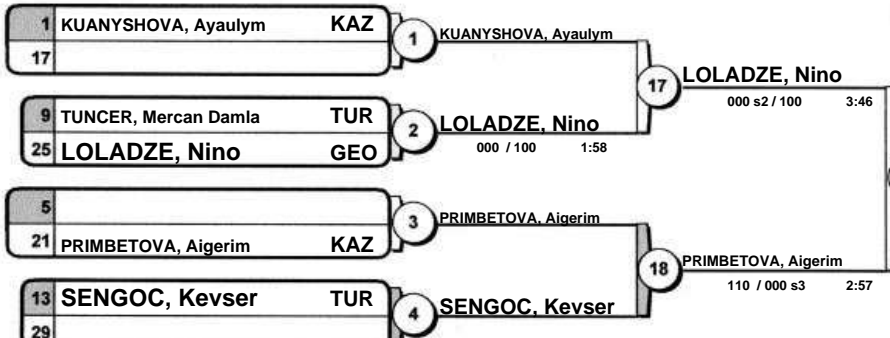 1 KUANYSHOVA, Ayaulym KAZ
17
1 KUANYSHOVA, Ayaulym
9 TUNCER, Mercan Damla TUR
25 LOLADZE, Nino GEO
2 LOLADZE, Nino
000 / 100 1:58
17 LOLADZE, Nino
000 s2 / 100 3:46
5
21 PRIMBETOVA, Aigerim KAZ
3 PRIMBETOVA, Aigerim
13 SENGOC, Kevser TUR
29
4 SENGOC, Kevser
18 PRIMBETOVA, Aigerim
110 / 000 s3 2:57